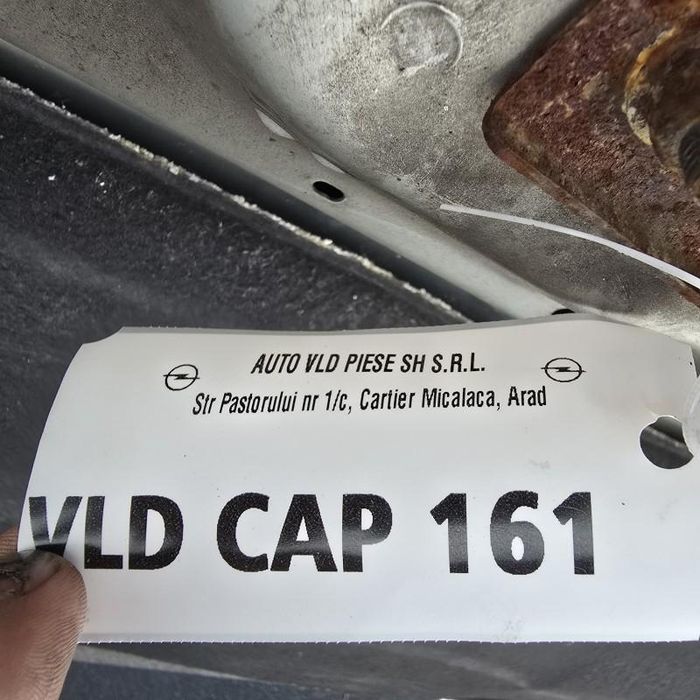 AUTO VLD PIESE SH S.R.L.
Str Pastorului nr 1/c, Cartier Micalaca, Arad
VLD CAP 161